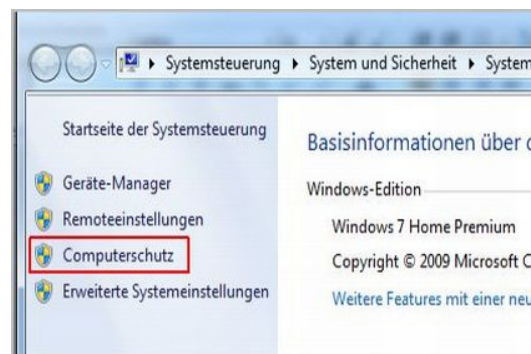 Systemsteuerung ▸ System und Sicherheit ▸ System
Startseite der Systemsteuerung
Geräte-Manager
Remoteeinstellungen
Computerschutz
Erweiterte Systemeinstellungen
Basisinformationen über
Windows-Edition
Windows 7 Home Premium
Copyright © 2009 Microsoft
Weitere Features mit einer